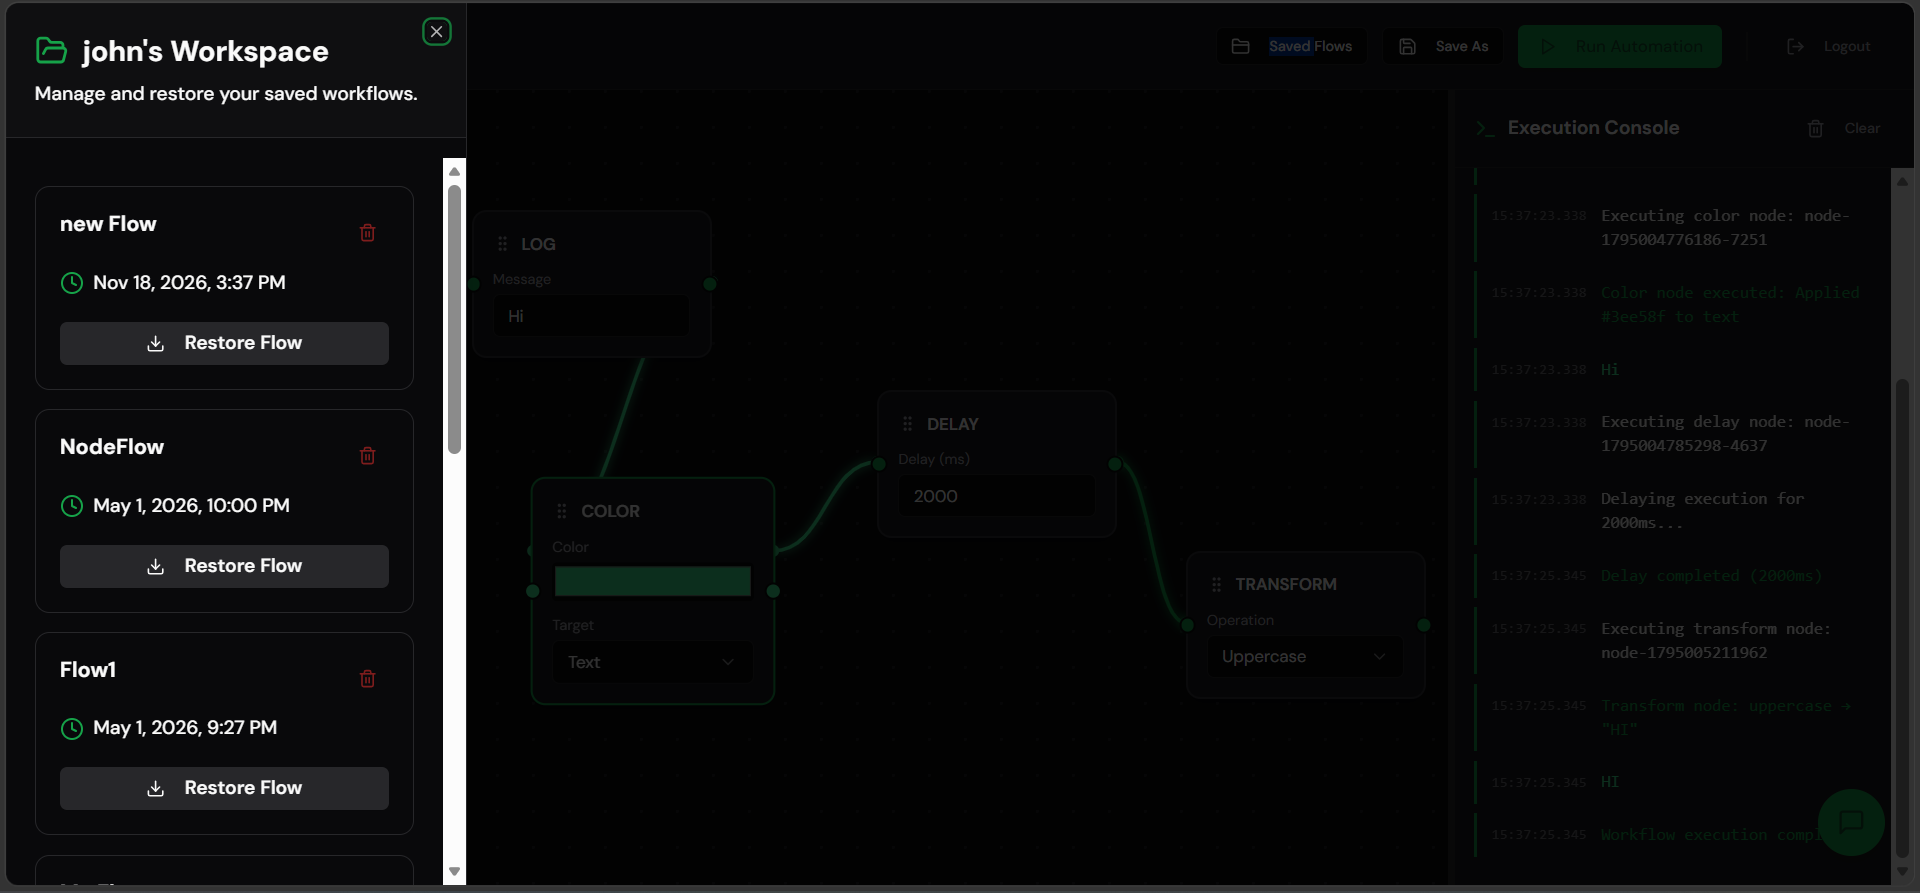 john's Workspace
Manage and restore your saved workflows.
new Flow
Nov 18, 2026, 3:37 PM
Restore Flow
NodeFlow
May 1, 2026, 10:00 PM
Restore Flow
Flow1
May 1, 2026, 9:27 PM
Restore Flow
Saved Flows
Save As
Run Automation
Logout
LOG
Message
Hi
COLOR
Color
Target
Text
DELAY
Delay (ms)
2000
TRANSFORM
Operation
Uppercase
Execution Console
Clear
15:37:23.338 Executing color node: node-
1795004776186-7251
15:37:23.338 Color node executed: Applied
#3ee58f to text
15:37:23.338 Hi
15:37:23.338 Executing delay node: node-
1795004785298-4637
15:37:23.338 Delaying execution for
2000ms...
15:37:25.345 Delay completed (2000ms)
15:37:25.345 Executing transform node:
node-1795005211962
15:37:25.345 Transform node: uppercase →
"HI"
15:37:25.345 HI
15:37:25.345 Workflow execution